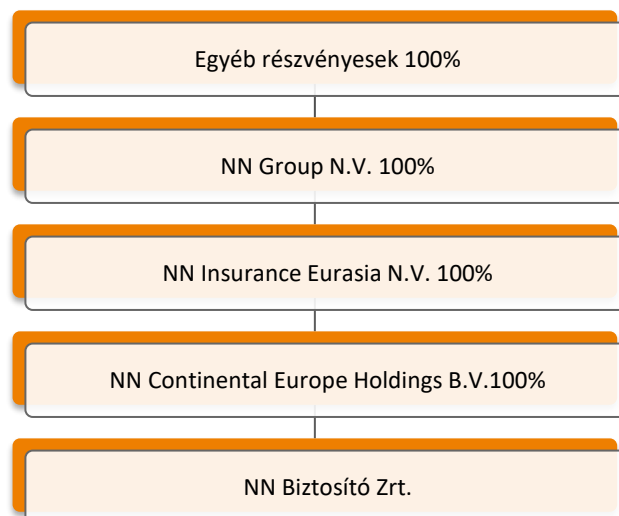 Egyéb részvényesek 100%
NN Group N.V. 100%
NN Insurance Eurasia N.V. 100%
NN Continental Europe Holdings B.V.100%
NN Biztosító Zrt.